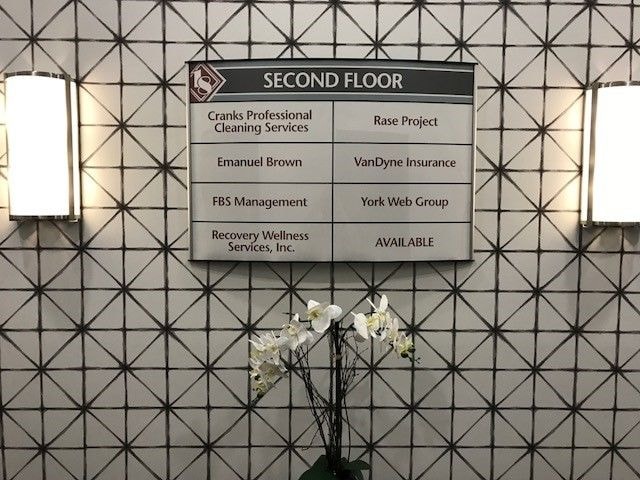 18
SECOND FLOOR
Cranks Professional
Cleaning Services
Rase Project
Emanuel Brown
VanDyne Insurance
FBS Management
York Web Group
Recovery Wellness
Services, Inc.
AVAILABLE